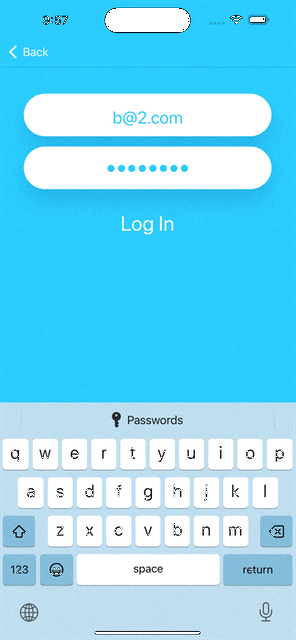 9:57
Back
b@2.com
Log In
Passwords
q w e r t y u i o p
a s d f g h j k l
z x c v b n m
123 space return